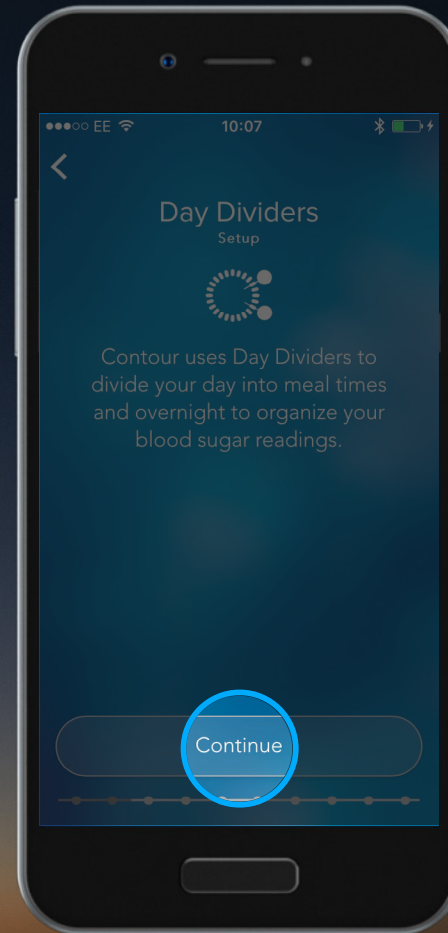 EE 10:07
Day Dividers
Setup
Contour uses Day Dividers to
divide your day into meal times
and overnight to organize your
blood sugar readings.
Continue